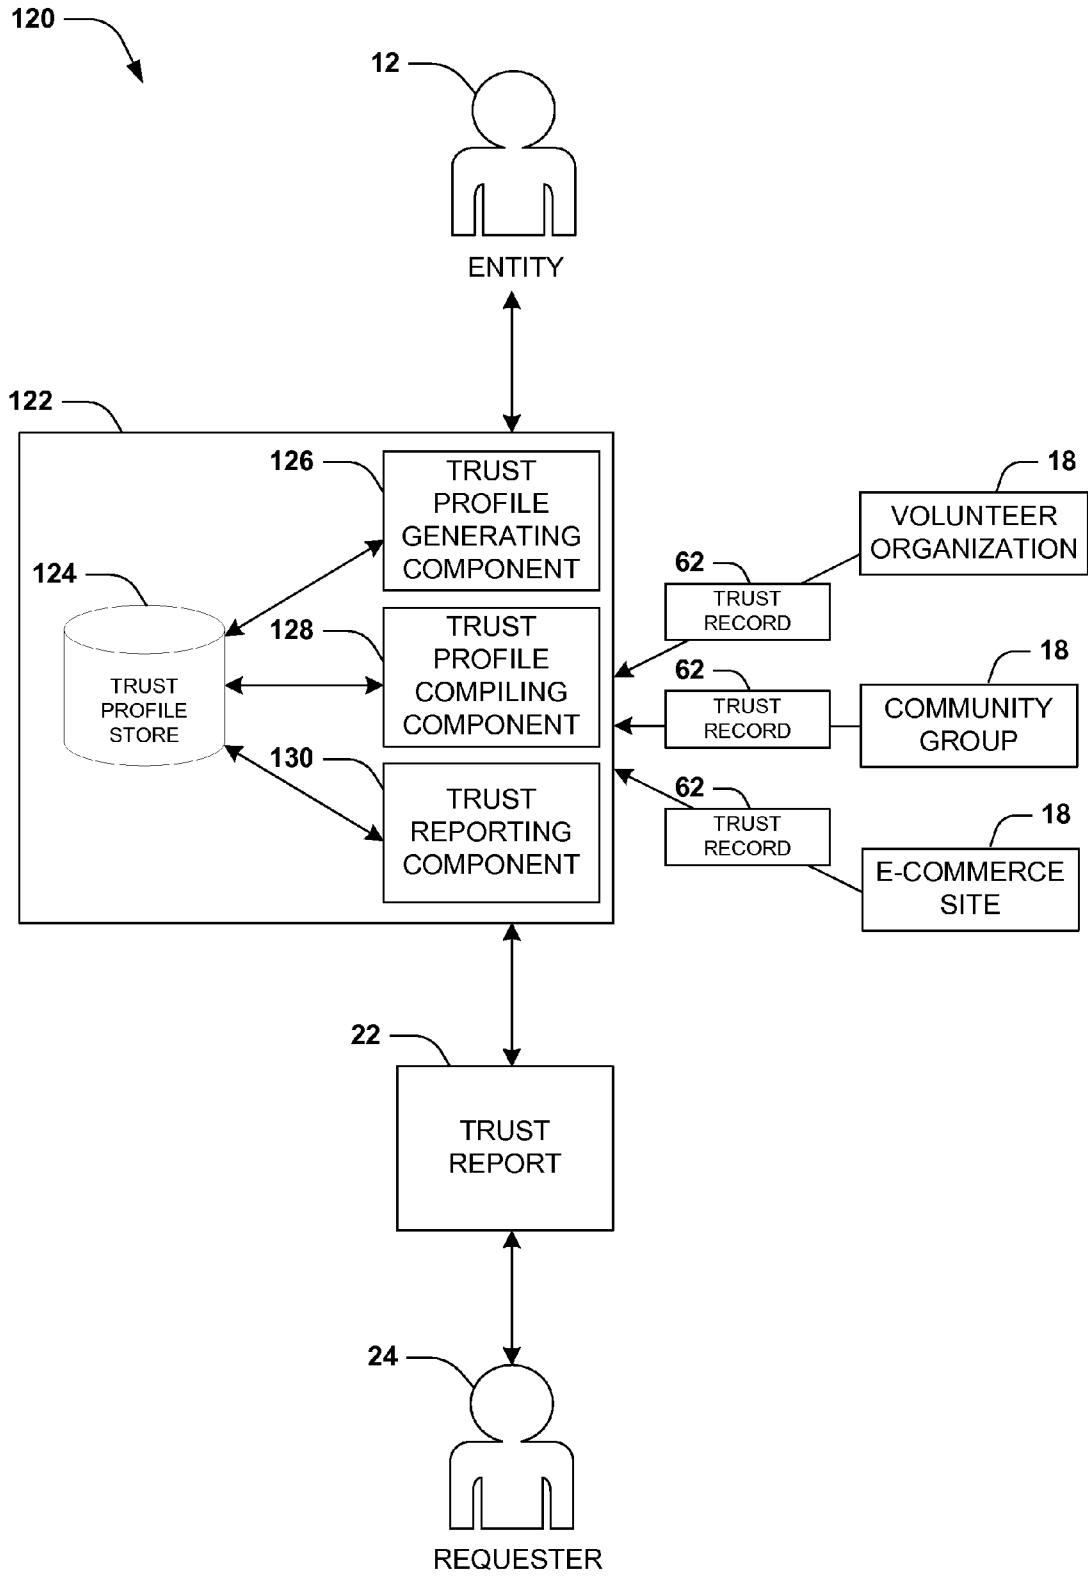 120
12
ENTITY
122
126
TRUST
PROFILE
GENERATING
COMPONENT
124
TRUST
PROFILE
STORE
128
TRUST
PROFILE
COMPILING
COMPONENT
130
TRUST
REPORTING
COMPONENT
18
VOLUNTEER
ORGANIZATION
62
TRUST
RECORD
18
COMMUNITY
GROUP
62
TRUST
RECORD
18
E-COMMERCE
SITE
62
TRUST
RECORD
22
TRUST
REPORT
24
REQUESTER